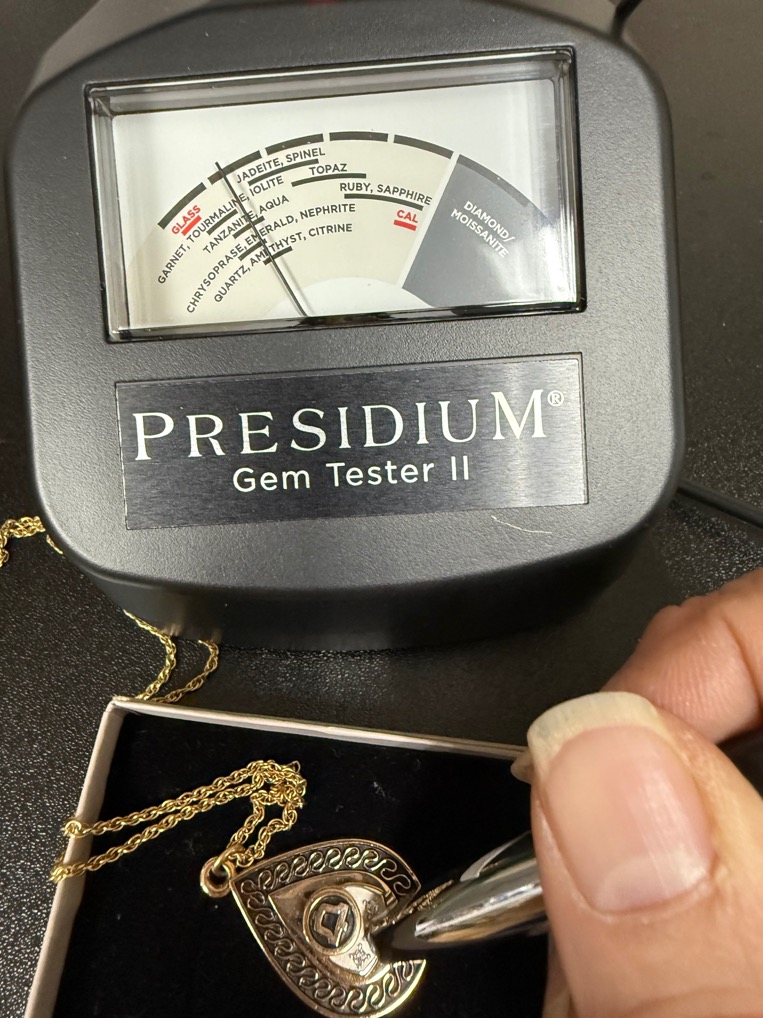 JADEITE, SPINEL
TOPAZ
RUBY, SAPPHIRE
GLASS
GARNET, TOURMALINE, IOLITE
TANZANITE, AQUA
CHRYSOPRASE, EMERALD, NEPHRITE
QUARTZ, AMETHYST, CITRINE
CAL
DIAMOND/
MOISSANITE
PRESIDIUM®
Gem Tester II